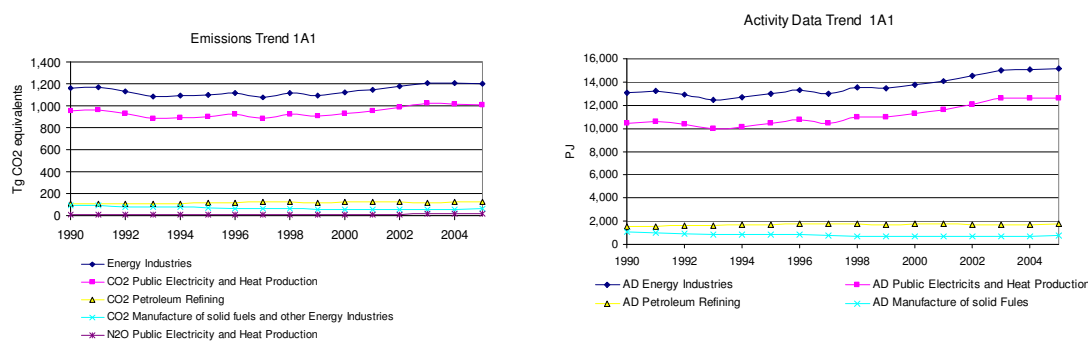 Emissions Trend 1A1
Tg CO2 equivalents
1,400
1,200
1,000
800
600
400
200
0
1990 1992 1994 1996 1998 2000 2002 2004
Energy Industries
CO2 Public Electricity and Heat Production
CO2 Petroleum Refining
CO2 Manufacture of solid fuels and other Energy Industries
N2O Public Electricity and Heat Production
Activity Data Trend 1A1
PJ
16,000
14,000
12,000
10,000
8,000
6,000
4,000
2,000
0
1990 1992 1994 1996 1998 2000 2002 2004
AD Energy Industries
AD Public Electricits and Heat Production
AD Petroleum Refining
AD Manufacture of solid Fules